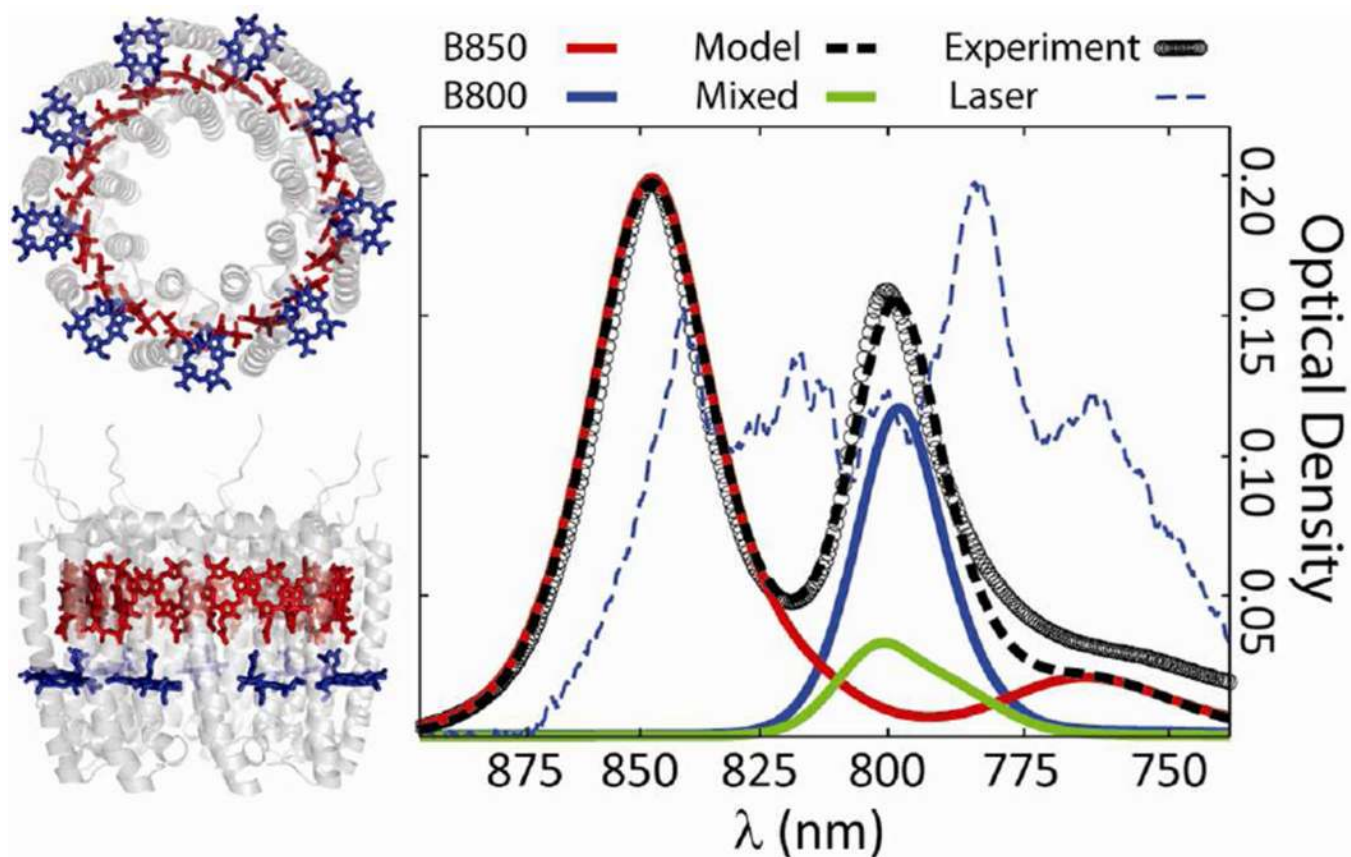 B850 Model Experiment
B800 Mixed Laser
0.20
0.15
0.10
0.05
Optical Density
875 850 825 800 775 750
λ (nm)